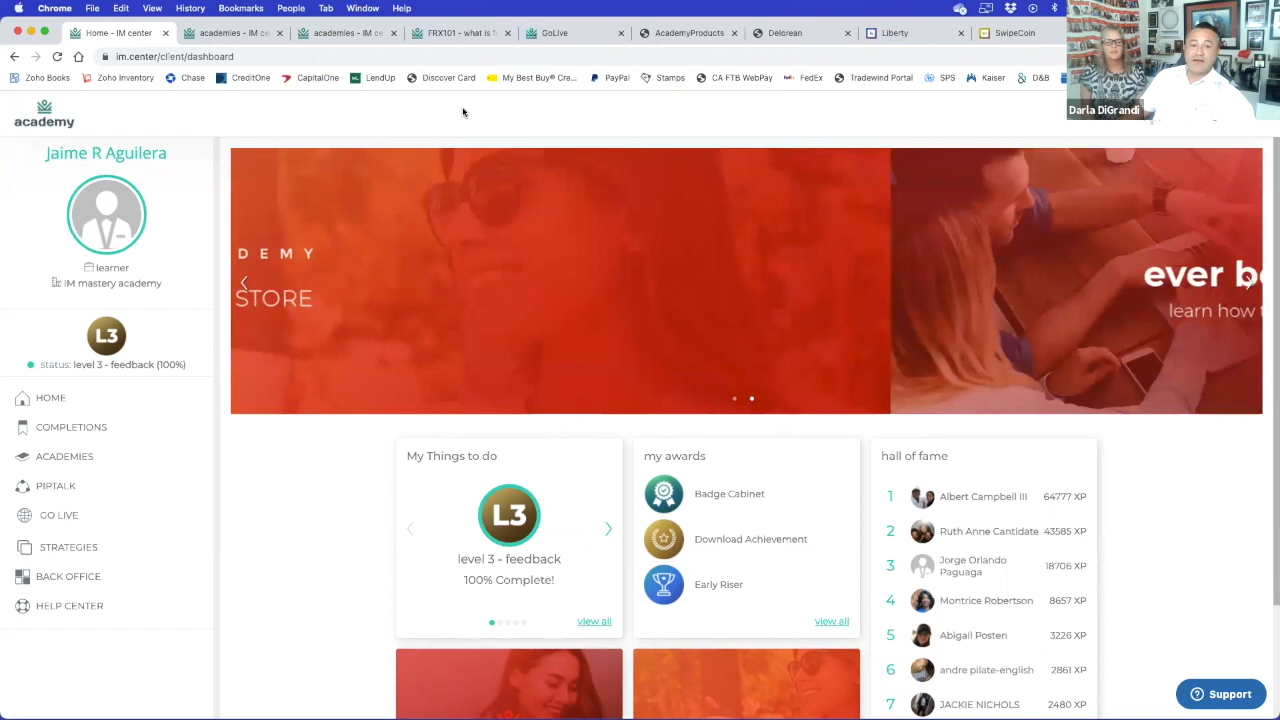 Chrome File Edit View History Bookmarks People Tab Window Help
Home - IM center academies - IM ce academies - IM GoLive AcademyProducts Delorean Liberty SwipeCoin
im.center/client/dashboard
Zoho Books Zoho Inventory Chase CreditOne CapitalOne LendUp Discover Card My Best Buy® Cre... PayPal Stamps CA FTB WebPay FedEx Tradewind Portal SPS Kaiser D&B
Darla DiGrandi
academy
Jaime R Aguilera
learner
IM mastery academy
L3
status: level 3 - feedback (100%)
HOME
COMPLETIONS
ACADEMIES
PIPTALK
GO LIVE
STRATEGIES
BACK OFFICE
HELP CENTER
DEMY
STORE
ever b
learn how t
My Things to do
L3
level 3 - feedback
100% Complete!
view all
my awards
Badge Cabinet
Download Achievement
Early Riser
view all
hall of fame
1 Albert Campbell III 64777 XP
2 Ruth Anne Cantidate 43585 XP
3 Jorge Orlando Paguaga 18706 XP
4 Montrice Robertson 8657 XP
5 Abigail Posten 3226 XP
6 andre pilate-english 2861 XP
7 JACKIE NICHOLS 2480 XP
Support